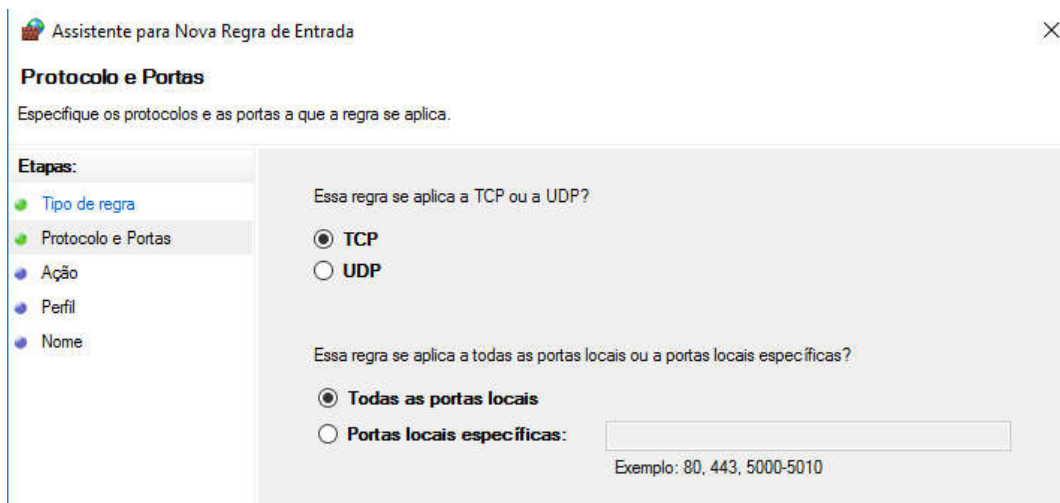 Assistente para Nova Regra de Entrada
Protocolo e Portas
Especifique os protocolos e as portas a que a regra se aplica.
Etapas:
Tipo de regra
Protocolo e Portas
Ação
Perfil
Nome
Essa regra se aplica a TCP ou a UDP?
TCP
UDP
Essa regra se aplica a todas as portas locais ou a portas locais específicas?
Todas as portas locais
Portas locais específicas:
Exemplo: 80, 443, 5000-5010